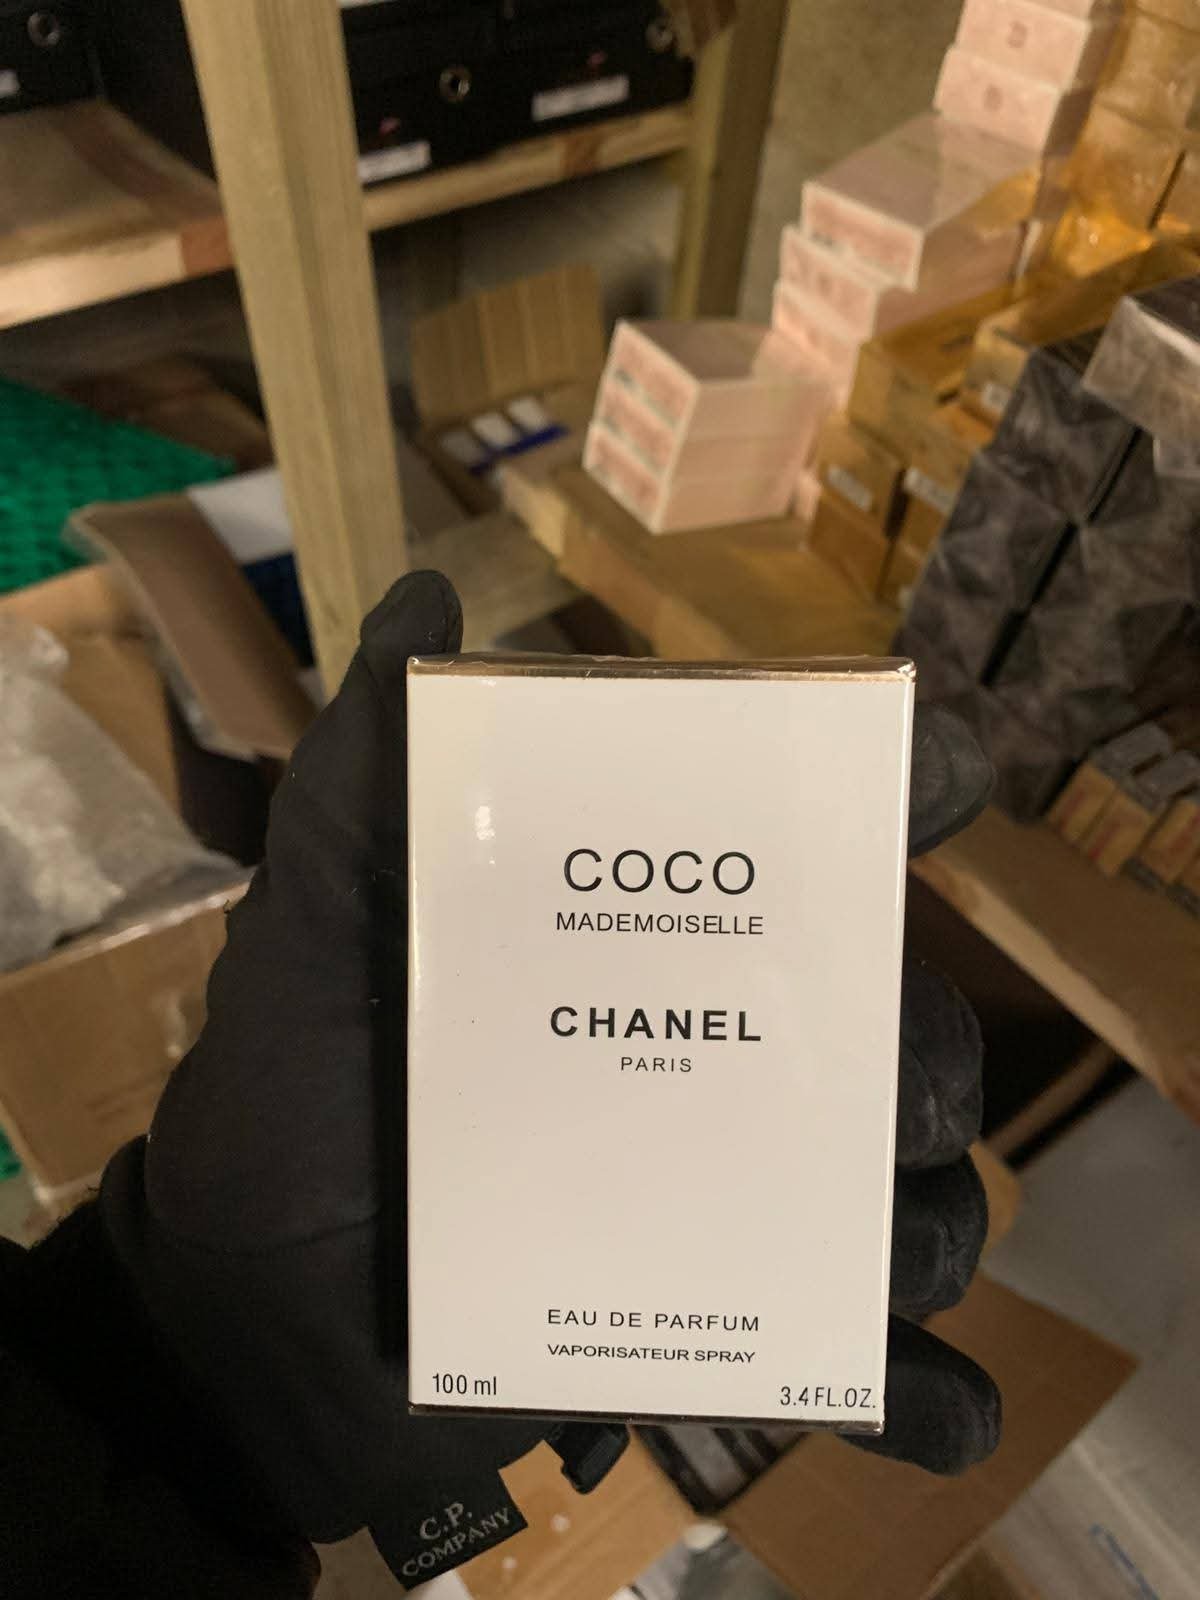 COCO
MADEMOISELLE
CHANEL
PARIS
EAU DE PARFUM
VAPORISATEUR SPRAY
100 ml
3.4 FL.OZ.
C.P.
COMPANY